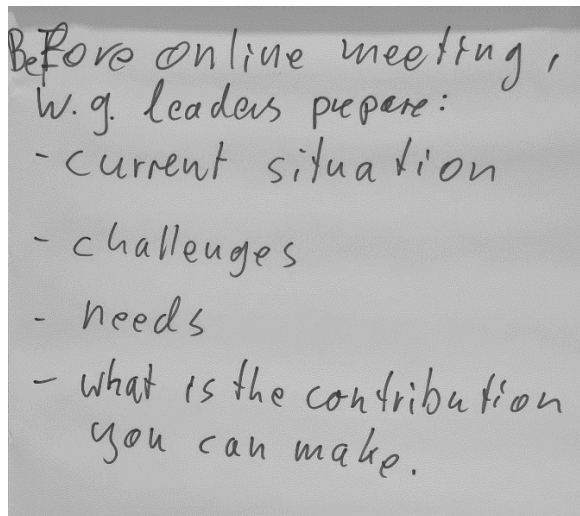 Before online meeting,
w.g. leaders prepare:
- current situation
- challenges
- needs
- what is the contribution
you can make.